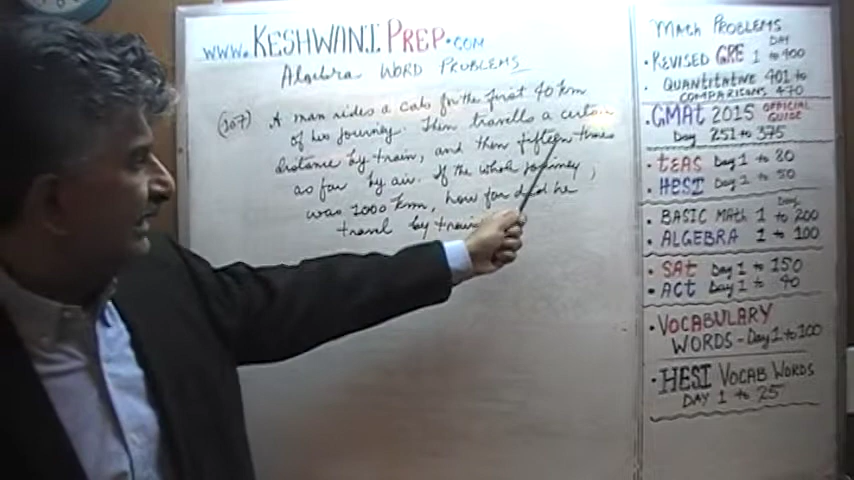 www.KESHWANI PREP.COM
Algebra WORD PROBLEMS
(107) A man rides a cab for the first 40 km
of his journey. Then travells a certain
distance by train, and then fifteen times
as far by air. If the whole journey,
was 2000 km, how far did he
travel by train
MATH PROBLEMS
DAY
• REVISED GRE 1 to 400
• QUANTITATIVE 401 to
COMPARISONS 470
• GMAT 2015 OFFICIAL
GUIDE
Day 251 to 375
• TEAS Day 1 to 80
• HESI Day 1 to 50
Day
• BASIC MATH 1 to 200
• ALGEBRA 1 to 100
• SAT Day 1 to 150
• ACT Day 1 to 40
• VOCABULARY
WORDS - Day 1 to 100
• HESI VOCAB WORDS
DAY 1 to 25